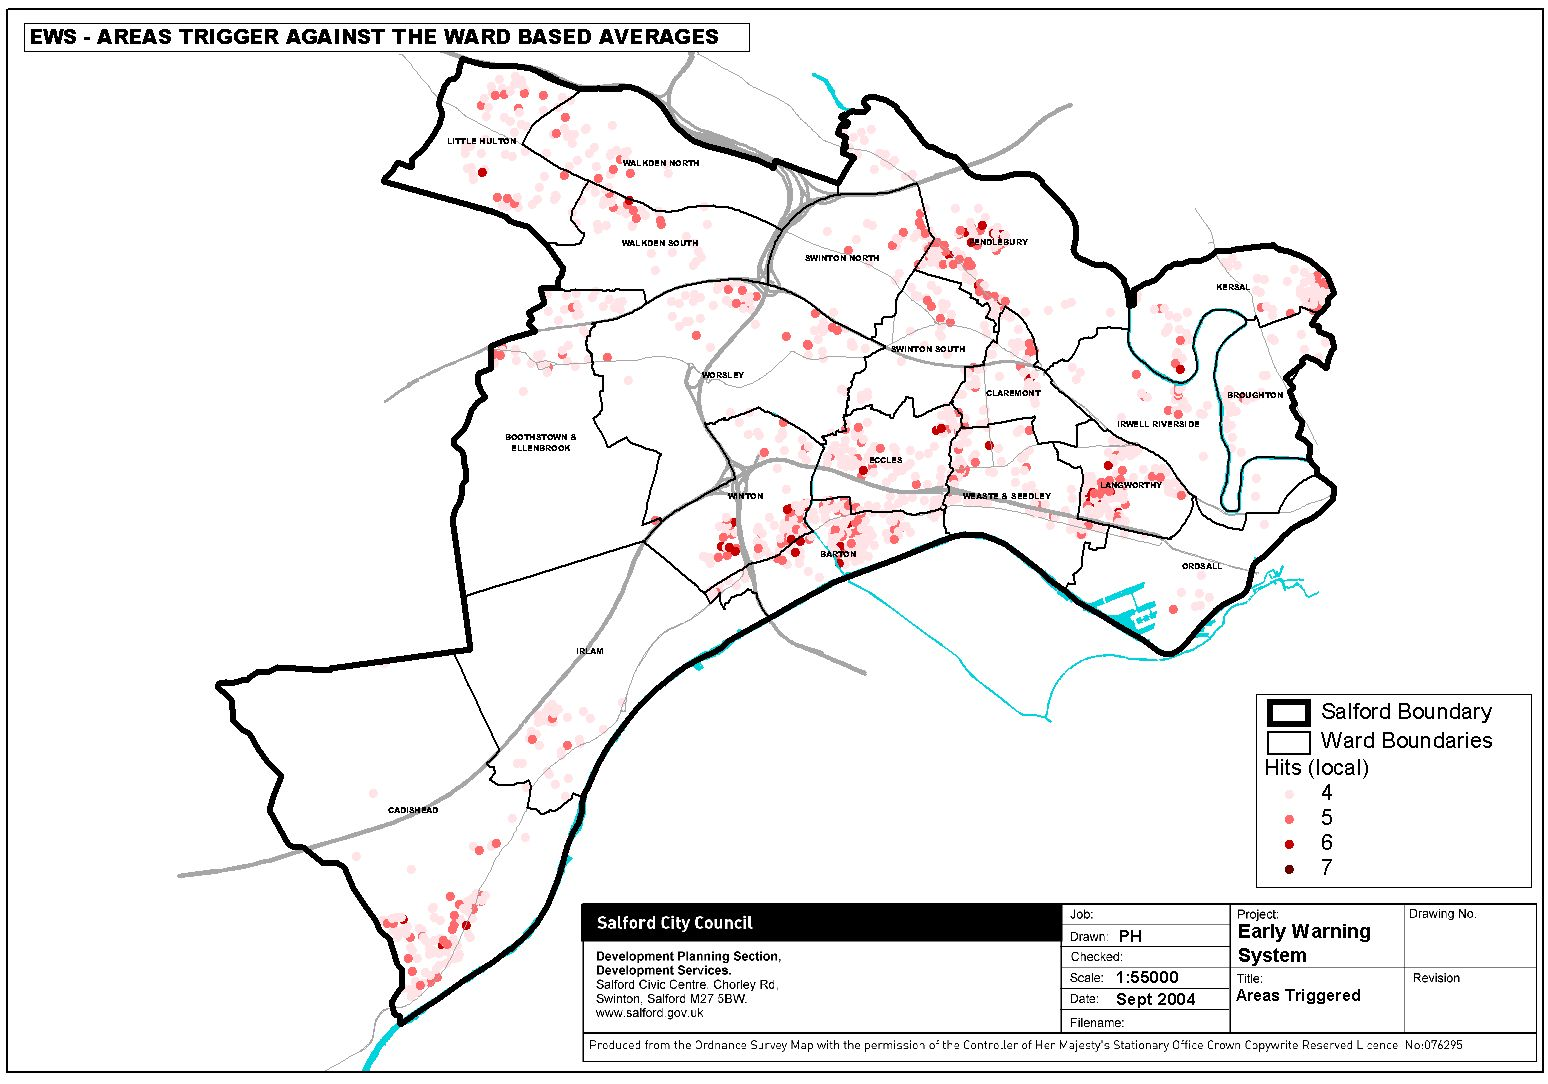 EWS - AREAS TRIGGER AGAINST THE WARD BASED AVERAGES
LITTLE HULTON
WALKDEN NORTH
WALKDEN SOUTH
SWINTON NORTH
PENDLEBURY
KERSAL
SWINTON SOUTH
WORSLEY
CLAREMONT
BROUGHTON
IRWELL RIVERSIDE
BOOTHSTOWN &
ELLENBROOK
ECCLES
LANGWORTHY
WINTON
WEASTE & SEEDLEY
BARTON
ORDSALL
IRLAM
CADISHEAD
Salford Boundary
Ward Boundaries
Hits (local)
4
5
6
7
Salford City Council
Development Planning Section,
Development Services.
Salford Civic Centre, Chorley Rd,
Swinton, Salford M27 5BW.
www.salford.gov.uk
Job:
Drawn: PH
Checked:
Scale: 1:55000
Date: Sept 2004
Filename:
Project:
Early Warning
System
Title:
Areas Triggered
Drawing No.
Revision
Produced from the Ordnance Survey Map with the permission of the Controller of Her Majesty's Stationary Office Crown Copywrite Reserved Licence No:076295